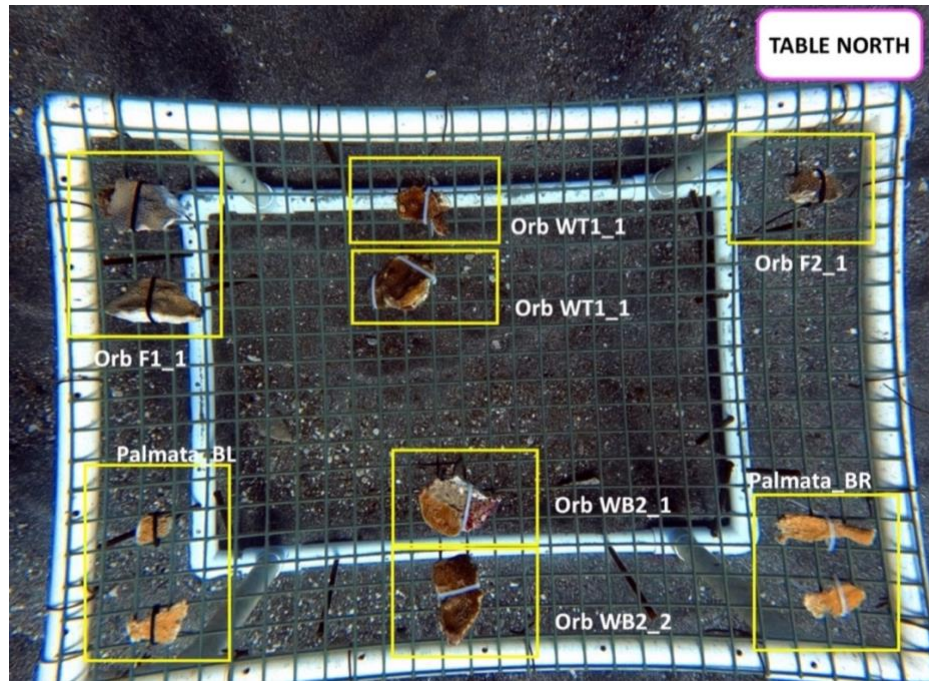 TABLE NORTH
Orb WT1_1
Orb F2_1
Orb WT1_1
Orb F1_1
Palmata_BL
Palmata_BR
Orb WB2_1
Orb WB2_2